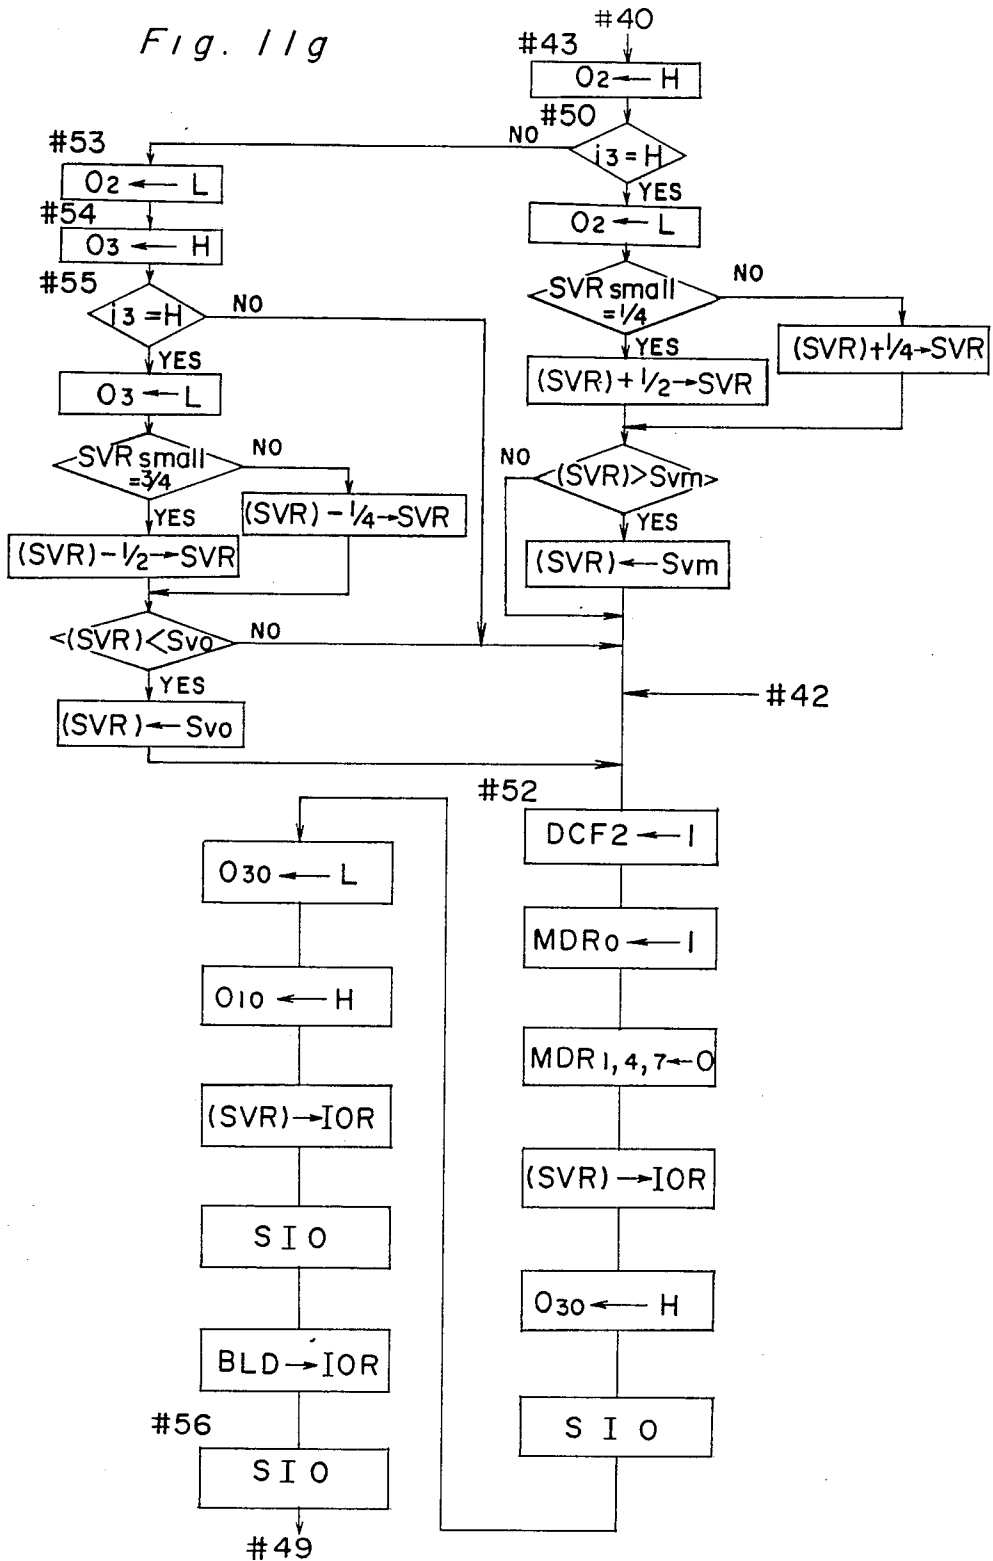 Fig. 11g
#40
#43
O2 ← H
#50
i3 = H
NO
YES
O2 ← L
SVR small
= 1/4
NO
YES
(SVR) + 1/4 → SVR
(SVR) + 1/2 → SVR
<(SVR) > Svm>
NO
YES
(SVR) ← Svm
#53
O2 ← L
#54
O3 ← H
#55
i3 = H
NO
YES
O3 ← L
SVR small
= 3/4
NO
YES
(SVR) - 1/4 → SVR
(SVR) - 1/2 → SVR
<(SVR) < Svo
NO
YES
(SVR) ← Svo
#42
#52
DCF2 ← 1
MDR0 ← 1
MDR1, 4, 7 ← 0
(SVR) → IOR
O30 ← H
SIO
O30 ← L
O10 ← H
(SVR) → IOR
SIO
BLD → IOR
#56
SIO
#49